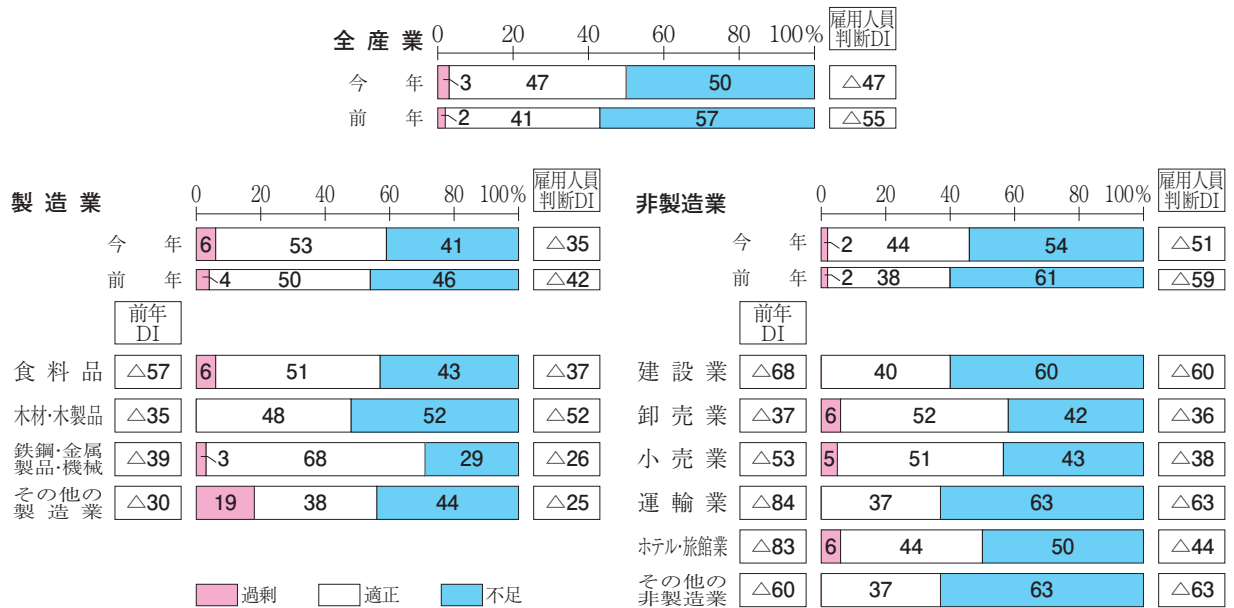 全産業 0 20 40 60 80 100% 雇用人員判断DI
今年 3 47 50 △47
前年 2 41 57 △55
製造業 0 20 40 60 80 100% 雇用人員判断DI
今年 6 53 41 △35
前年 4 50 46 △42
前年DI
食料品 △57 6 51 43 △37
木材・木製品 △35 48 52 △52
鉄鋼・金属製品・機械 △39 3 68 29 △26
その他の製造業 △30 19 38 44 △25
過剰 適正 不足
非製造業 0 20 40 60 80 100% 雇用人員判断DI
今年 2 44 54 △51
前年 2 38 61 △59
前年DI
建設業 △68 40 60 △60
卸売業 △37 6 52 42 △36
小売業 △53 5 51 43 △38
運輸業 △84 37 63 △63
ホテル・旅館業 △83 6 44 50 △44
その他の非製造業 △60 37 63 △63